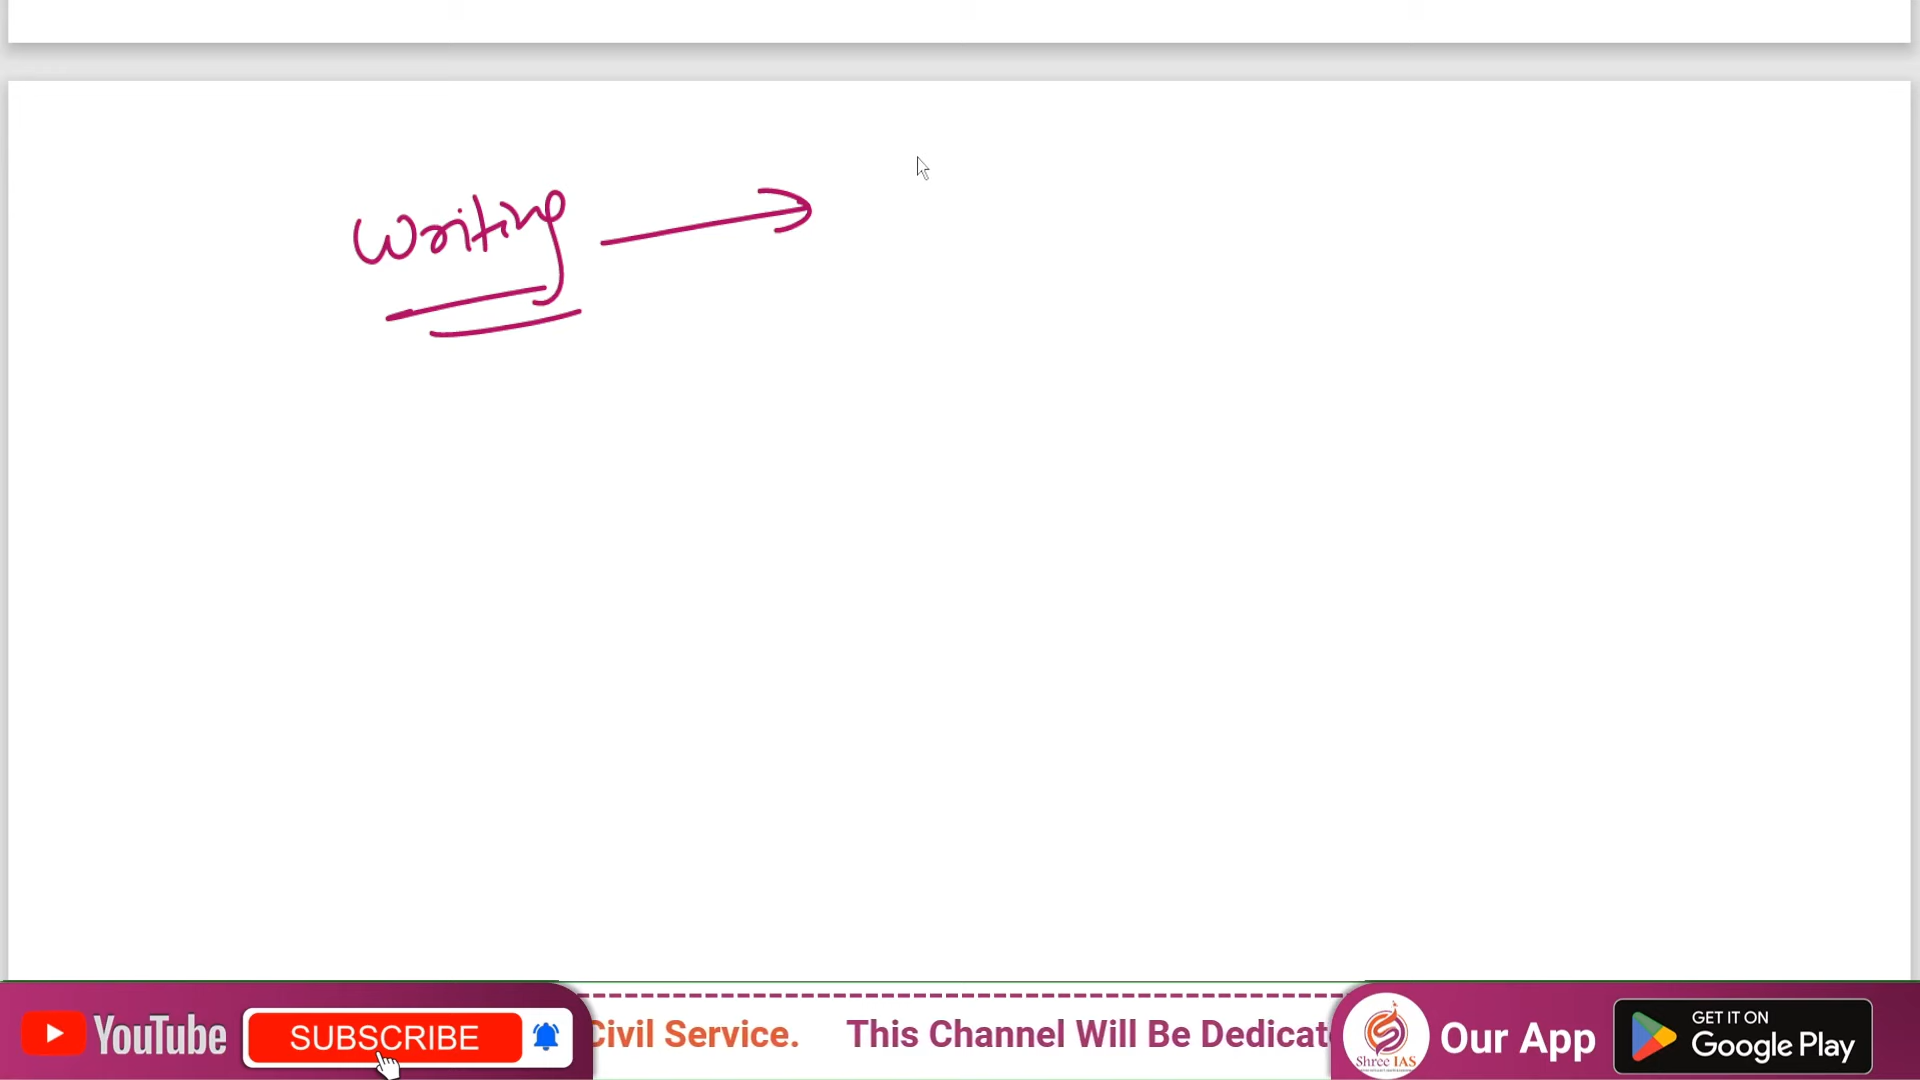 Writing
YouTube
SUBSCRIBE
Civil Service. This Channel Will Be Dedicat
Shree IAS
Our App
GET IT ON
Google Play